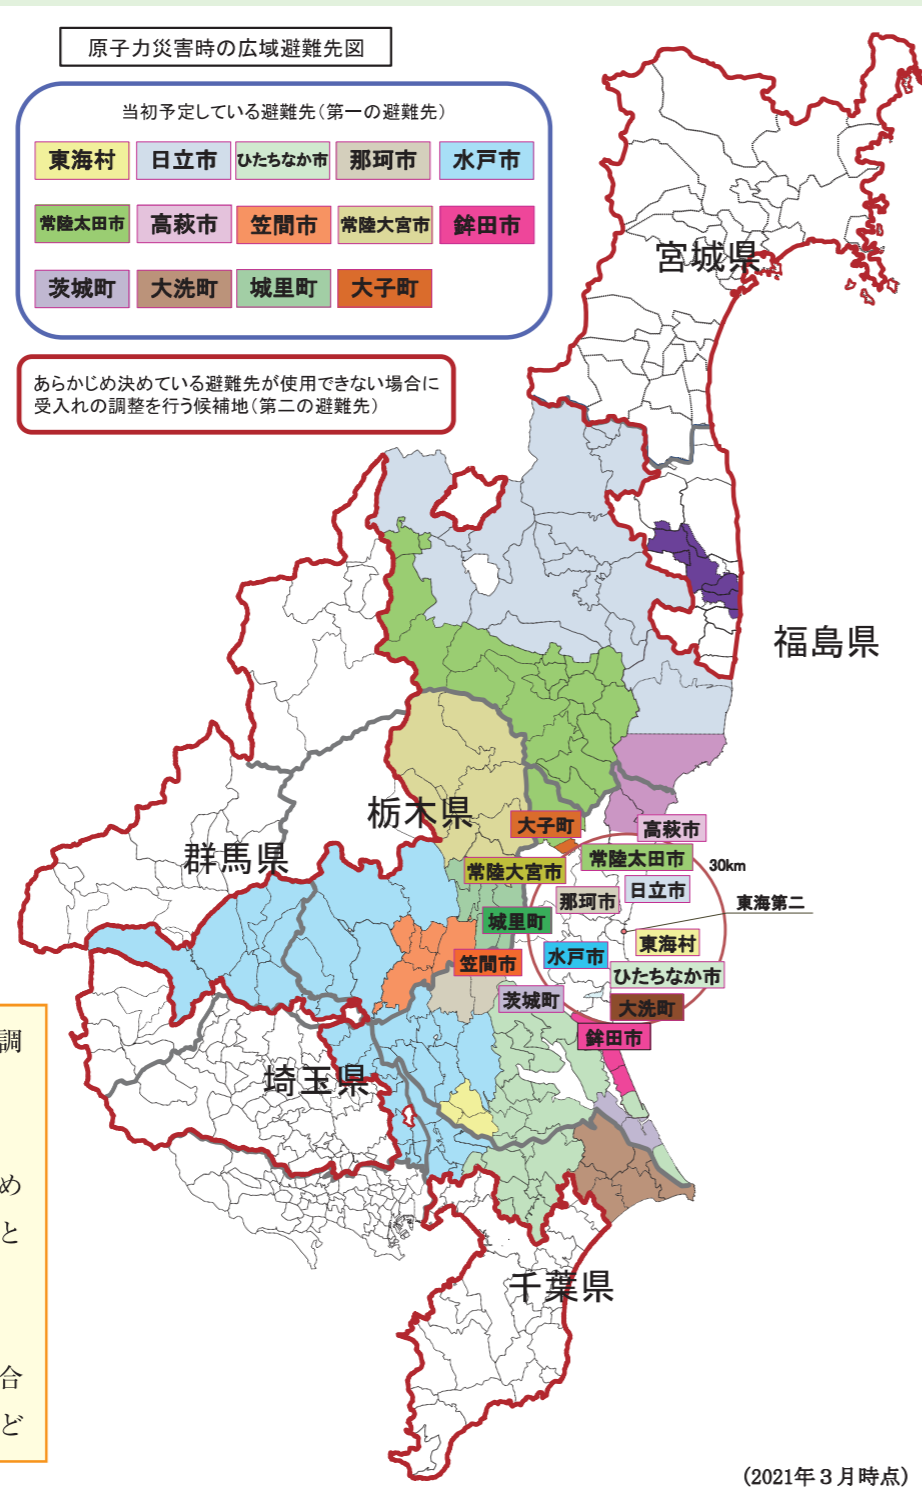 原子力災害時の広域避難先図
当初予定している避難先(第一の避難先)
東海村 日立市 ひたちなか市 那珂市 水戸市
常陸太田市 高萩市 笠間市 常陸大宮市 鉾田市
茨城町 大洗町 城里町 大子町
あらかじめ決めている避難先が使用できない場合に
受入れの調整を行う候補地(第二の避難先)
宮城県
福島県
栃木県
群馬県
大子町
高萩市
常陸太田市
30km
常陸大宮市
日立市
那珂市
東海第二
城里町
東海村
水戸市
笠間市
ひたちなか市
茨城町
大洗町
鉾田市
埼玉県
千葉県
調
め
と
合
ど
(2021年3月時点)